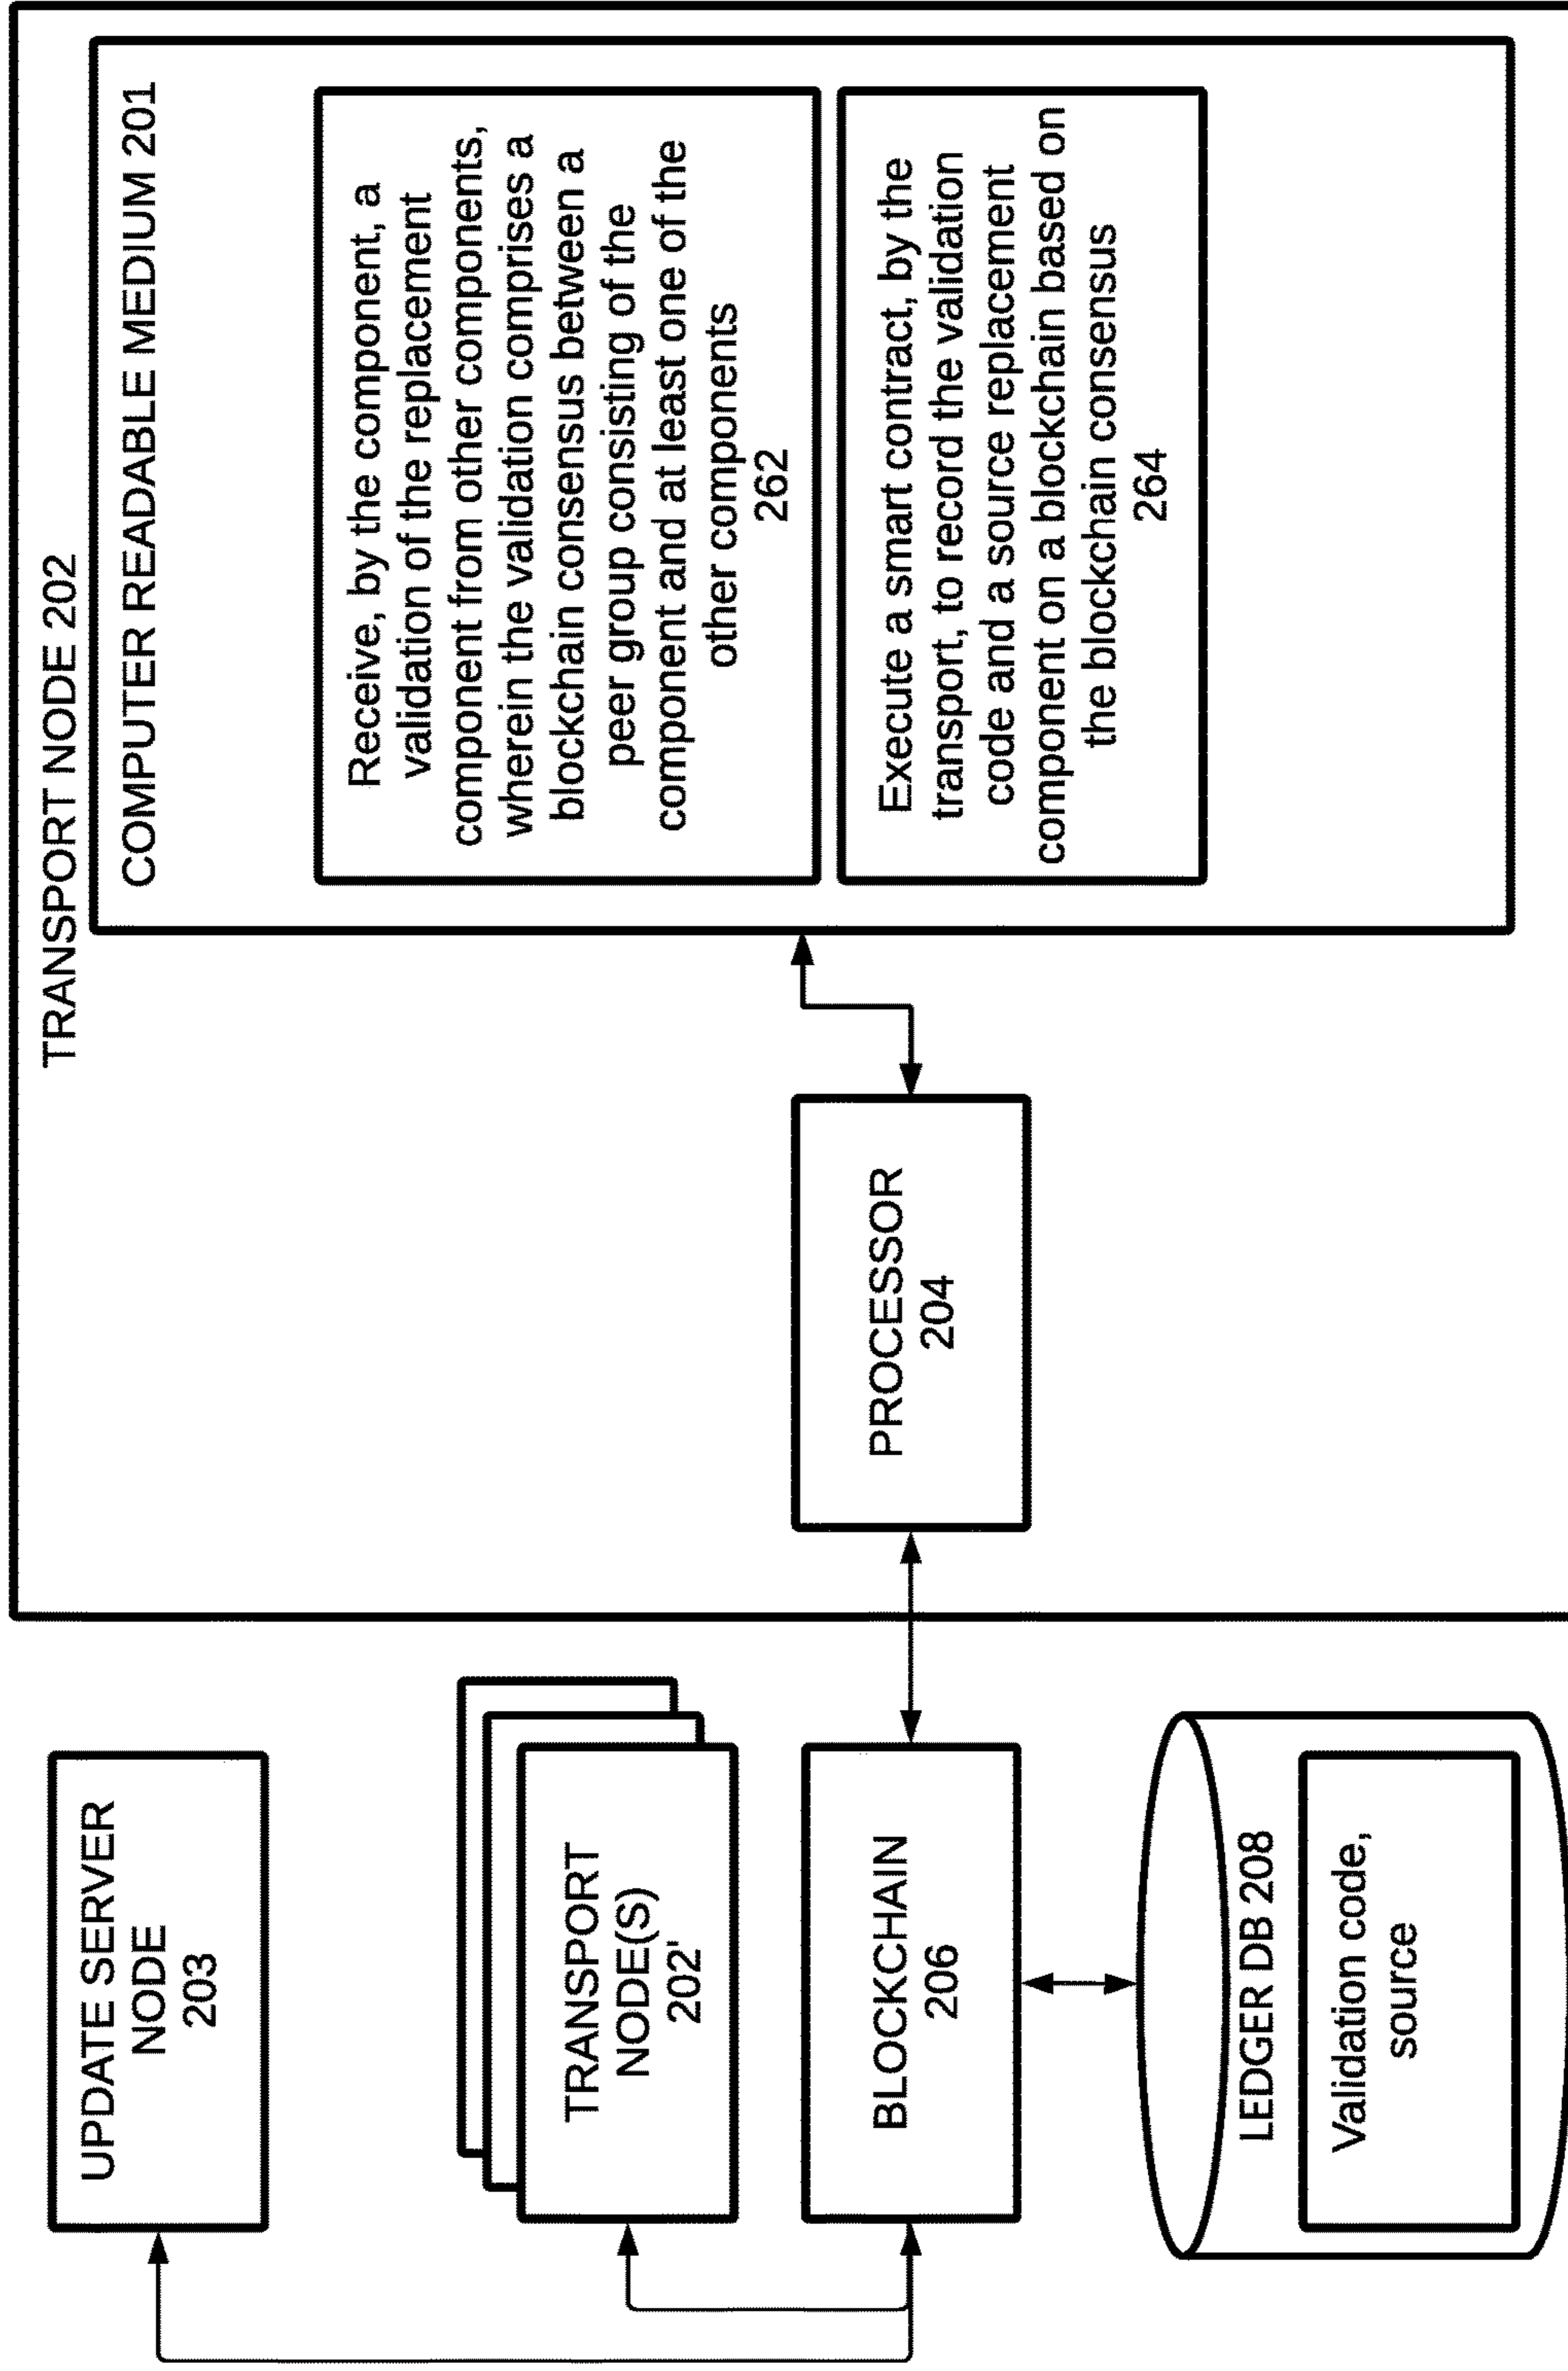 TRANSPORT NODE 202
COMPUTER READABLE MEDIUM 201
Receive, by the component, a
validation of the replacement
component from other components,
wherein the validation comprises a
blockchain consensus between a
peer group consisting of the
component and at least one of the
other components
262
Execute a smart contract, by the
transport, to record the validation
code and a source replacement
component on a blockchain based on
the blockchain consensus
264
PROCESSOR
204
UPDATE SERVER
NODE
203
TRANSPORT
NODE(S)
202'
BLOCKCHAIN
206
LEDGER DB 208
Validation code,
source